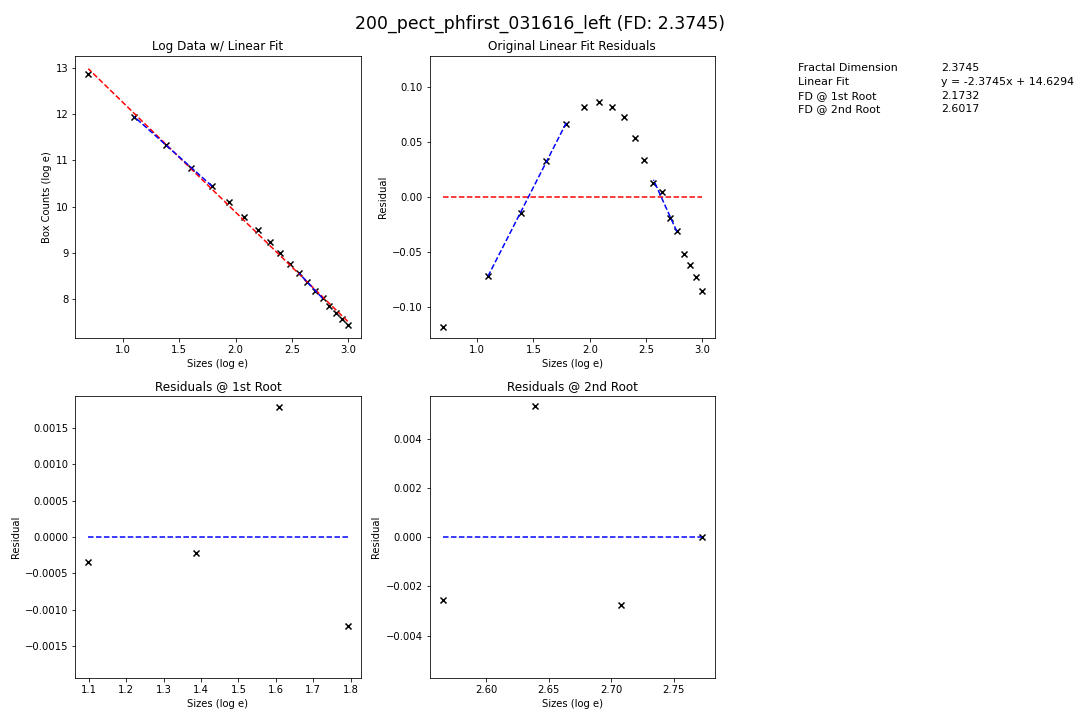 200_pect_phfirst_031616_left (FD: 2.3745)
Log Data w/ Linear Fit
13
12
11
10
9
8
Box Counts (log e)
1.0 1.5 2.0 2.5 3.0
Sizes (log e)
Original Linear Fit Residuals
0.10
0.05
0.00
−0.05
−0.10
Residual
1.0 1.5 2.0 2.5 3.0
Sizes (log e)
Fractal Dimension 2.3745
Linear Fit y = -2.3745x + 14.6294
FD @ 1st Root 2.1732
FD @ 2nd Root 2.6017
Residuals @ 1st Root
0.0015
0.0010
0.0005
0.0000
−0.0005
−0.0010
−0.0015
Residual
1.1 1.2 1.3 1.4 1.5 1.6 1.7 1.8
Sizes (log e)
Residuals @ 2nd Root
0.004
0.002
0.000
−0.002
−0.004
Residual
2.60 2.65 2.70 2.75
Sizes (log e)